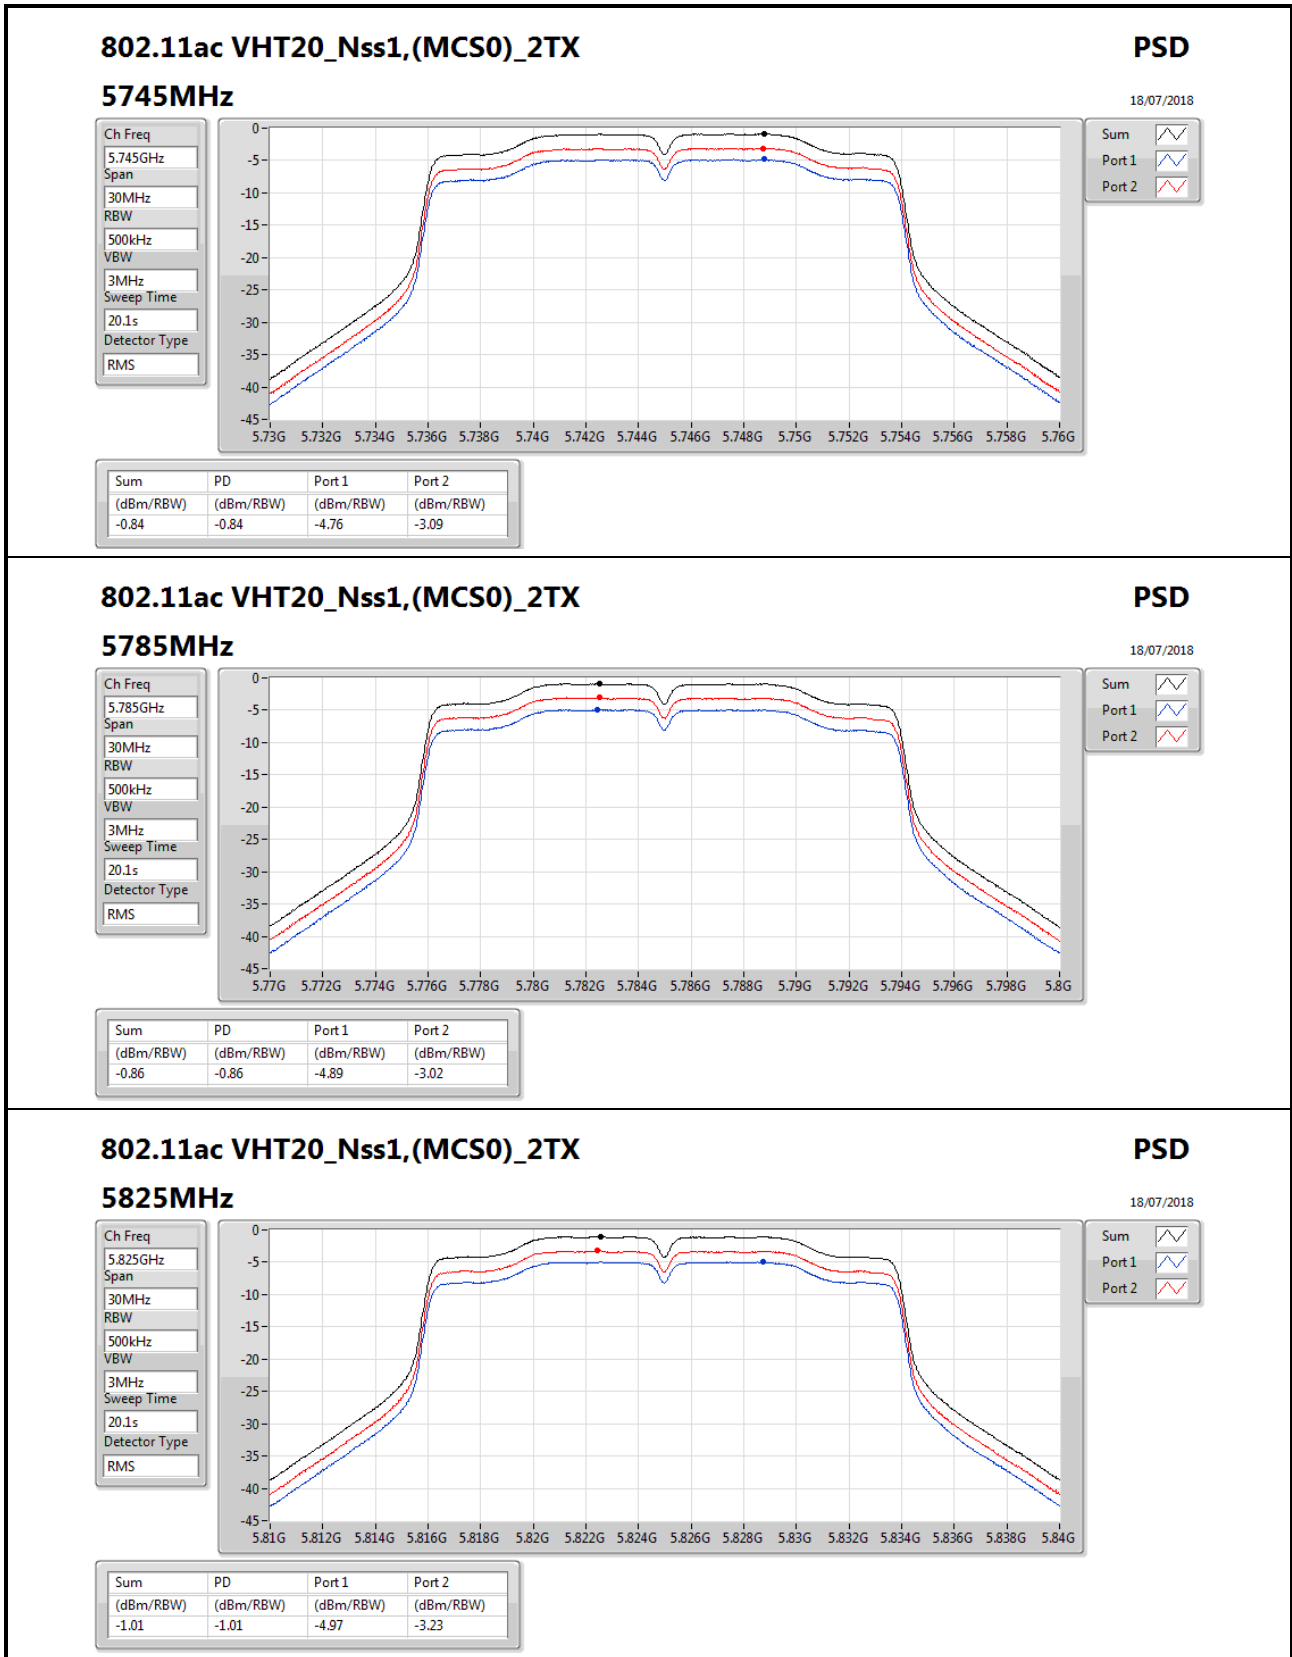 802.11ac VHT20_Nss1,(MCS0)_2TX PSD
5745MHz 18/07/2018
Ch Freq
5.745GHz
Span
30MHz
RBW
500kHz
VBW
3MHz
Sweep Time
20.1s
Detector Type
RMS
0
-5
-10
-15
-20
-25
-30
-35
-40
-45
5.73G 5.732G 5.734G 5.736G 5.738G 5.74G 5.742G 5.744G 5.746G 5.748G 5.75G 5.752G 5.754G 5.756G 5.758G 5.76G
Sum
Port 1
Port 2
Sum PD Port 1 Port 2
(dBm/RBW) (dBm/RBW) (dBm/RBW) (dBm/RBW)
-0.84 -0.84 -4.76 -3.09
802.11ac VHT20_Nss1,(MCS0)_2TX PSD
5785MHz 18/07/2018
Ch Freq
5.785GHz
Span
30MHz
RBW
500kHz
VBW
3MHz
Sweep Time
20.1s
Detector Type
RMS
0
-5
-10
-15
-20
-25
-30
-35
-40
-45
5.77G 5.772G 5.774G 5.776G 5.778G 5.78G 5.782G 5.784G 5.786G 5.788G 5.79G 5.792G 5.794G 5.796G 5.798G 5.8G
Sum
Port 1
Port 2
Sum PD Port 1 Port 2
(dBm/RBW) (dBm/RBW) (dBm/RBW) (dBm/RBW)
-0.86 -0.86 -4.89 -3.02
802.11ac VHT20_Nss1,(MCS0)_2TX PSD
5825MHz 18/07/2018
Ch Freq
5.825GHz
Span
30MHz
RBW
500kHz
VBW
3MHz
Sweep Time
20.1s
Detector Type
RMS
0
-5
-10
-15
-20
-25
-30
-35
-40
-45
5.81G 5.812G 5.814G 5.816G 5.818G 5.82G 5.822G 5.824G 5.826G 5.828G 5.83G 5.832G 5.834G 5.836G 5.838G 5.84G
Sum
Port 1
Port 2
Sum PD Port 1 Port 2
(dBm/RBW) (dBm/RBW) (dBm/RBW) (dBm/RBW)
-1.01 -1.01 -4.97 -3.23